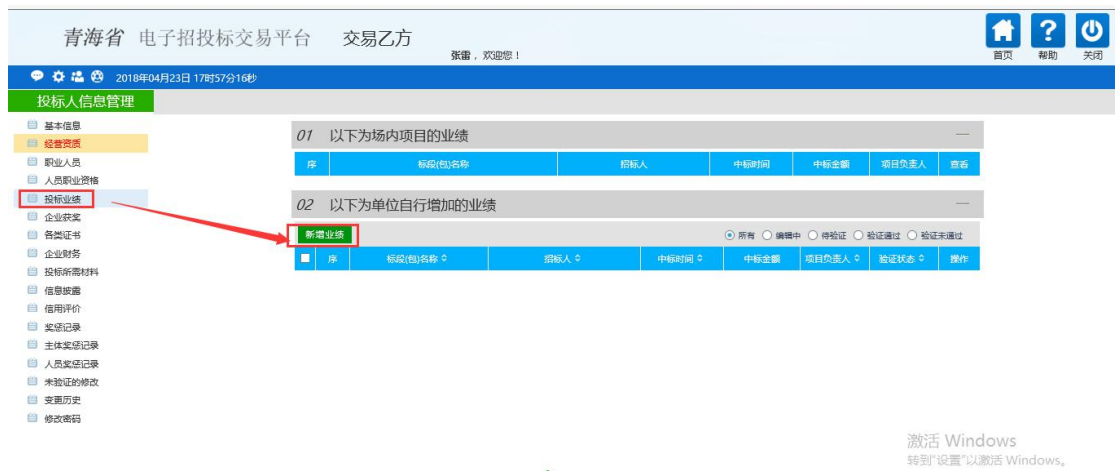 青海省 电子招投标交易平台 交易乙方
张雷，欢迎您！
首页 帮助 关闭
2018年04月23日 17时57分16秒
投标人信息管理
基本信息
经营资质
职业人员
人员职业资格
投标业绩
企业获奖
各类证书
企业财务
投标所需材料
信息披露
信用评价
奖惩记录
主体奖惩记录
人员奖惩记录
未验证的修改
变更历史
修改密码
01 以下为场内项目的业绩
序 标段(包)名称 招标人 中标时间 中标金额 项目负责人 查看
02 以下为单位自行增加的业绩
新增业绩 所有 编辑中 待验证 验证通过 验证未通过
序 标段(包)名称 招标人 中标时间 中标金额 项目负责人 验证状态 操作
激活 Windows
转到"设置"以激活 Windows。